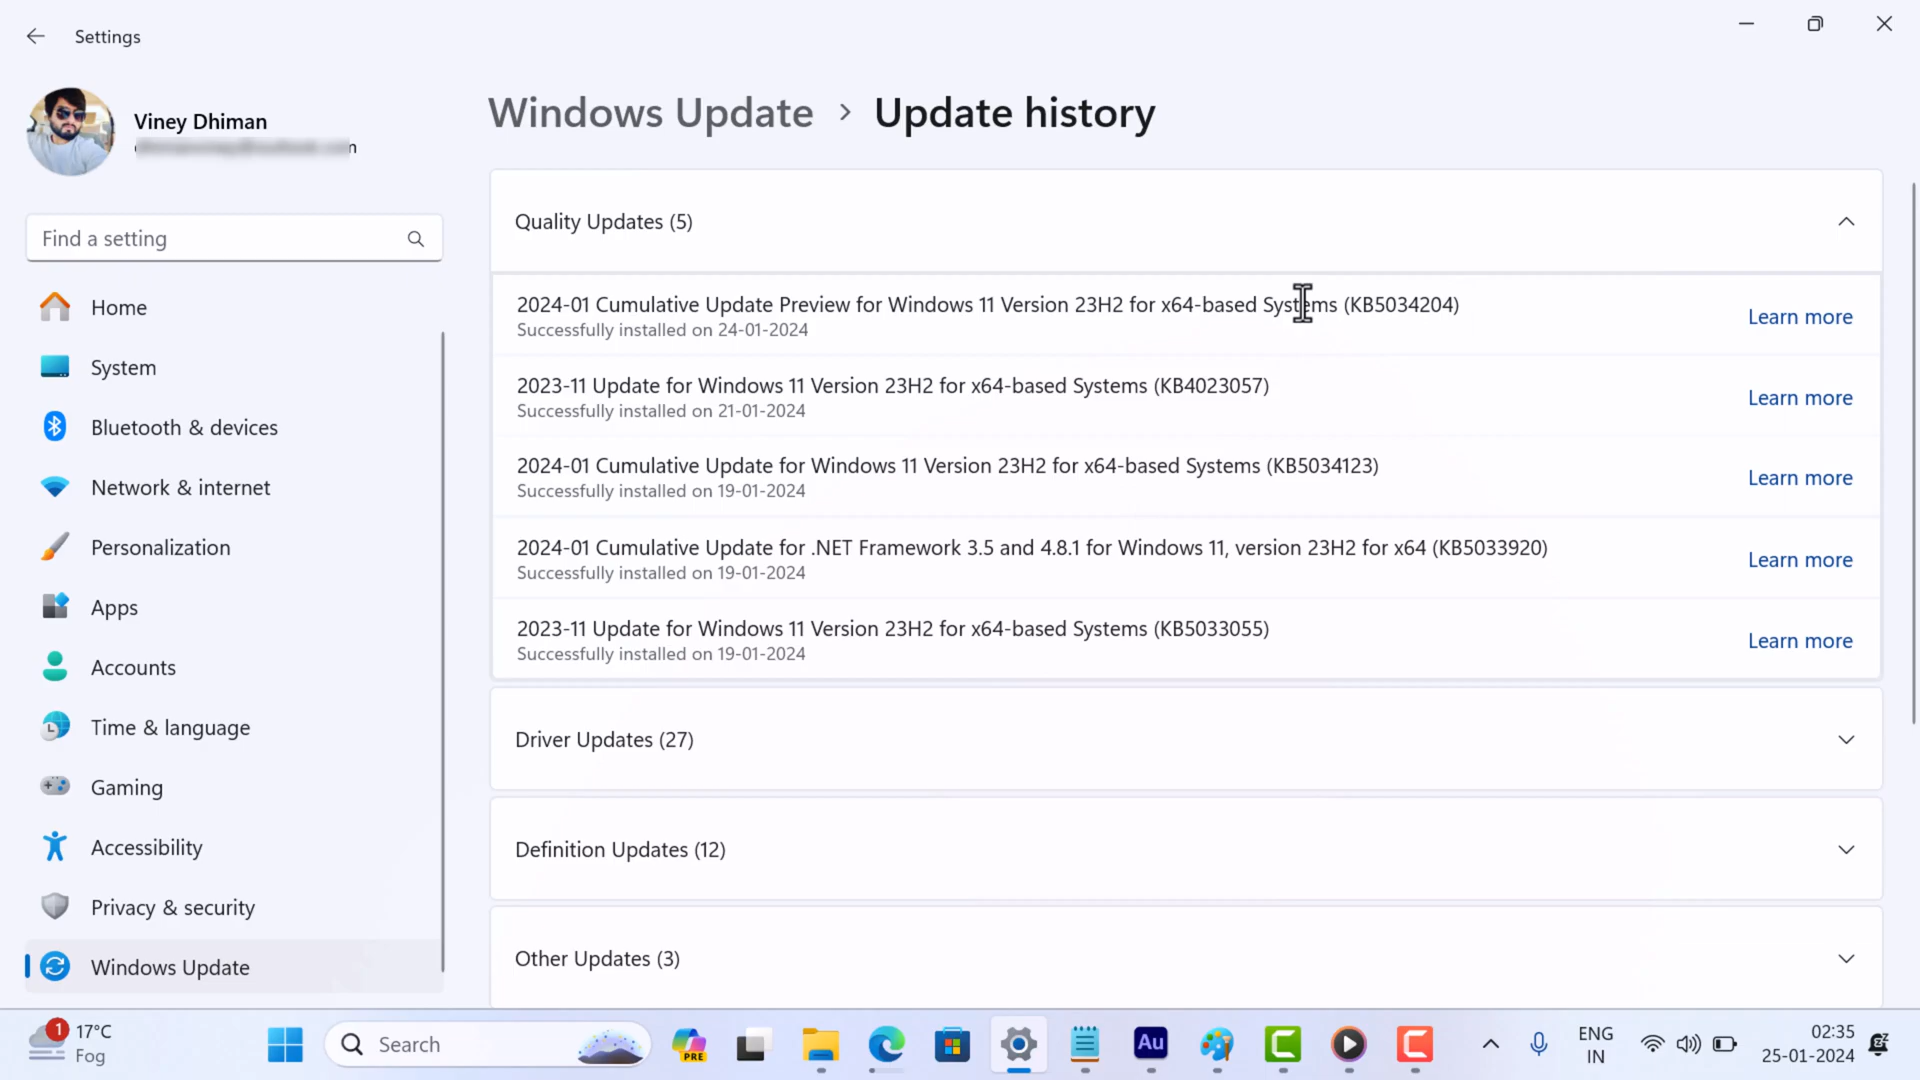 Settings
Viney Dhiman
Find a setting
Home
System
Bluetooth & devices
Network & internet
Personalization
Apps
Accounts
Time & language
Gaming
Accessibility
Privacy & security
Windows Update
Windows Update > Update history
Quality Updates (5)
2024-01 Cumulative Update Preview for Windows 11 Version 23H2 for x64-based Systems (KB5034204)
Successfully installed on 24-01-2024
Learn more
2023-11 Update for Windows 11 Version 23H2 for x64-based Systems (KB4023057)
Successfully installed on 21-01-2024
Learn more
2024-01 Cumulative Update for Windows 11 Version 23H2 for x64-based Systems (KB5034123)
Successfully installed on 19-01-2024
Learn more
2024-01 Cumulative Update for .NET Framework 3.5 and 4.8.1 for Windows 11, version 23H2 for x64 (KB5033920)
Successfully installed on 19-01-2024
Learn more
2023-11 Update for Windows 11 Version 23H2 for x64-based Systems (KB5033055)
Successfully installed on 19-01-2024
Learn more
Driver Updates (27)
Definition Updates (12)
Other Updates (3)
1
17°C
Fog
Search
PRE
Au
ENG
IN
02:35
25-01-2024